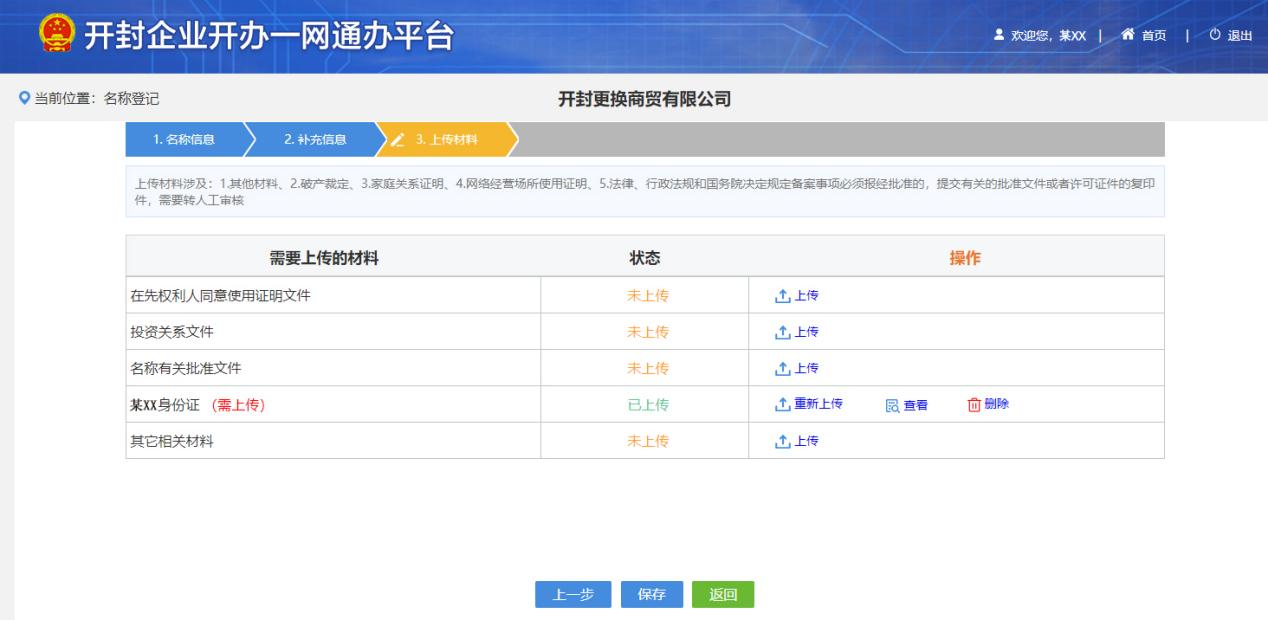 开封企业开办一网通办平台
欢迎您，某XX | 首页 | 退出
当前位置：名称登记
开封更换商贸有限公司
1. 名称信息 2. 补充信息 3. 上传材料
上传材料涉及：1.其他材料、2.破产裁定、3.家庭关系证明、4.网络经营场所使用证明、5.法律、行政法规和国务院决定规定备案事项必须报经批准的，提交有关的批准文件或者许可证件的复印
件，需要转人工审核
需要上传的材料 状态 操作
在先权利人同意使用证明文件 未上传 上传
投资关系文件 未上传 上传
名称有关批准文件 未上传 上传
某XX身份证 （需上传） 已上传 重新上传 查看 删除
其它相关材料 未上传 上传
上一步 保存 返回